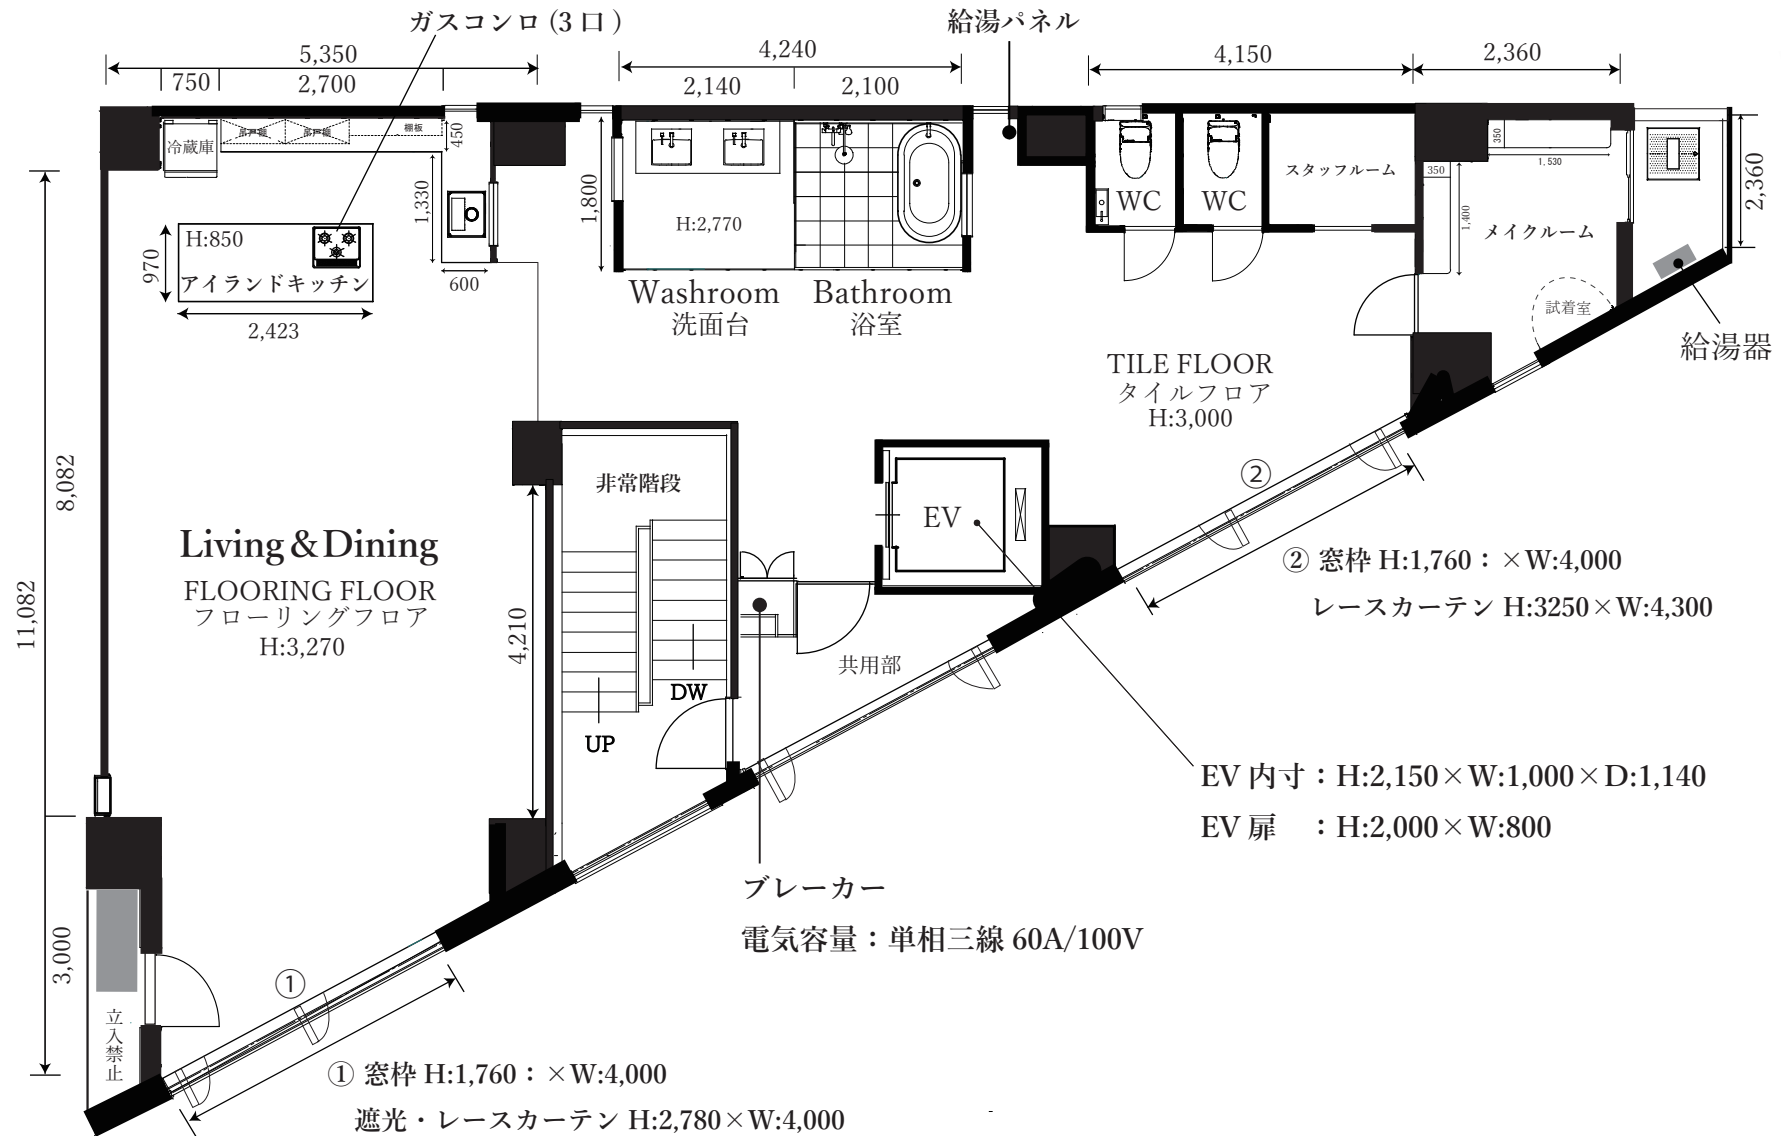 ガスコンロ (3 口 )
給湯パネル
5,350
4,240
4,150
2,360
750
2,700
2,140
2,100
吊戸棚
吊戸棚
棚板
450
冷蔵庫
350
1,530
スタッフルーム
350
WC
WC
1,800
1,330
2,360
H:2,770
1,400
メイクルーム
H:850
970
アイランドキッチン
600
2,423
Washroom
洗面台
Bathroom
浴室
試着室
給湯器
TILE FLOOR
タイルフロア
H:3,000
8,082
非常階段
②
EV
Living & Dining
FLOORING FLOOR
フローリングフロア
H:3,270
11,082
4,210
② 窓枠 H:1,760：×W:4,000
レースカーテン H:3250×W:4,300
共用部
DW
UP
EV 内寸：H:2,150×W:1,000×D:1,140
EV 扉　：H:2,000×W:800
ブレーカー
電気容量：単相三線 60A/100V
3,000
①
立入禁止
① 窓枠 H:1,760：×W:4,000
遮光・レースカーテン H:2,780×W:4,000